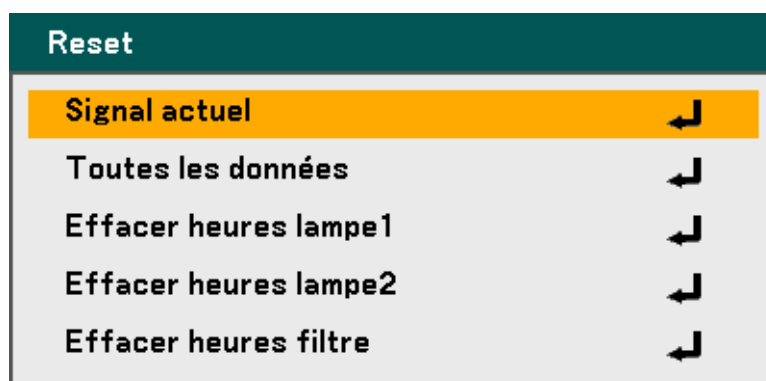 Reset
Signal actuel
Toutes les données
Effacer heures lampe1
Effacer heures lampe2
Effacer heures filtre